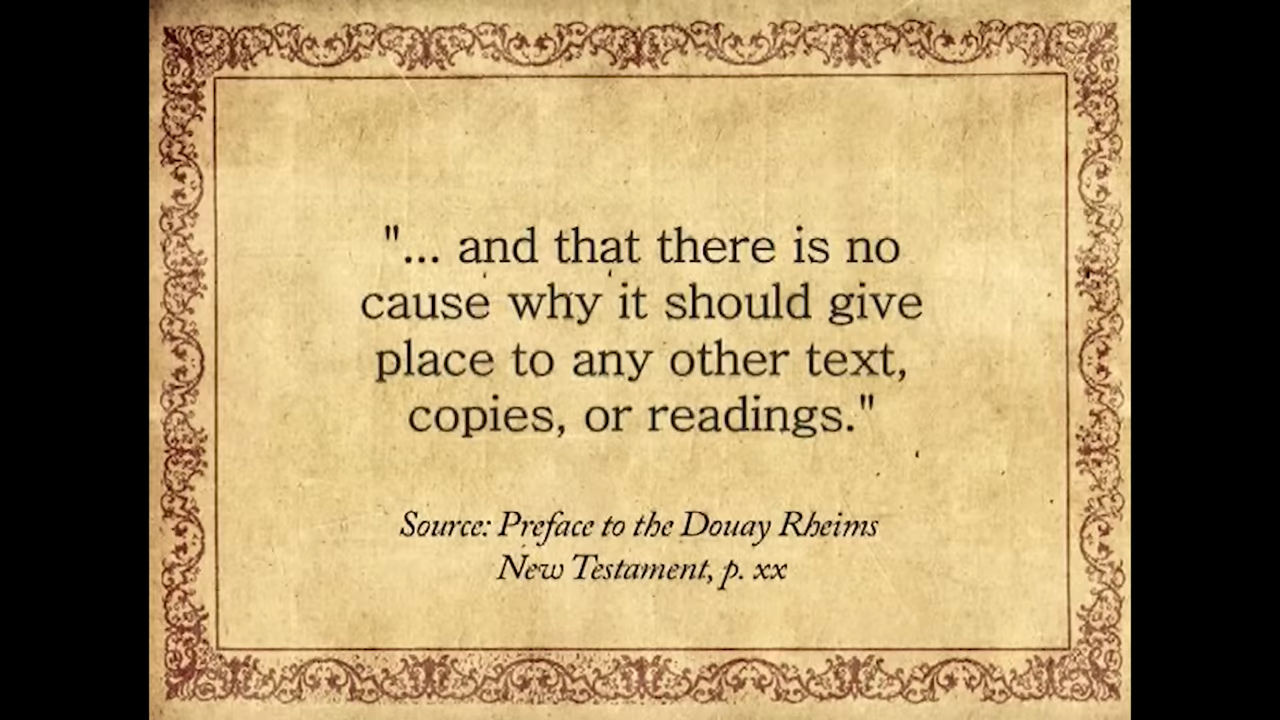 "... and that there is no
cause why it should give
place to any other text,
copies, or readings."
Source: Preface to the Douay Rheims
New Testament, p. xx